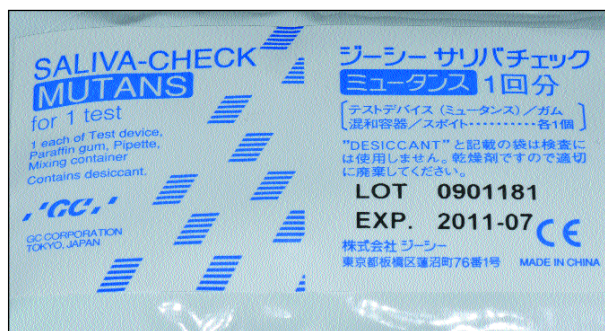 SALIVA-CHECK
MUTANS
for 1 test
1 each of Test device,
Paraffin gum, Pipette,
Mixing container
Contains desiccant.
GC
GC CORPORATION
TOKYO, JAPAN
ジーシー サリバチェック
ミュータンス 1回分
テストデバイス (ミュータンス) /ガム
混和容器/スポイト··········各1個
"DESICCANT" と記載の袋は検査に
は使用しません。乾燥剤ですので適切
に廃棄してください。
LOT 0901181
EXP. 2011-07
CE
株式会社 ジーシー
東京都板橋区蓮沼町76番1号 MADE IN CHINA